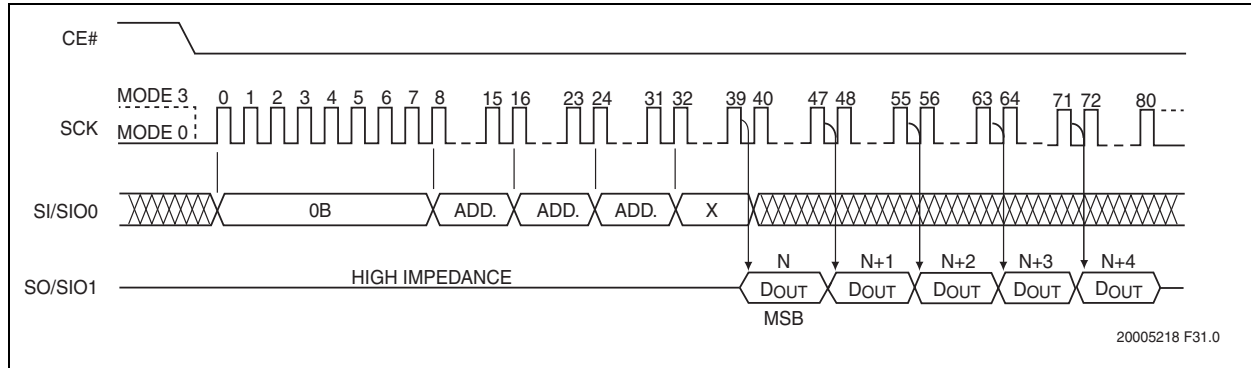 CE#
MODE 3
0 1 2 3 4 5 6 7 8 15 16 23 24 31 32 39 40 47 48 55 56 63 64 71 72 80
SCK
MODE 0
SI/SIO0 0B ADD. ADD. ADD. X
N N+1 N+2 N+3 N+4
SO/SIO1 HIGH IMPEDANCE DOUT DOUT DOUT DOUT DOUT
MSB
20005218 F31.0